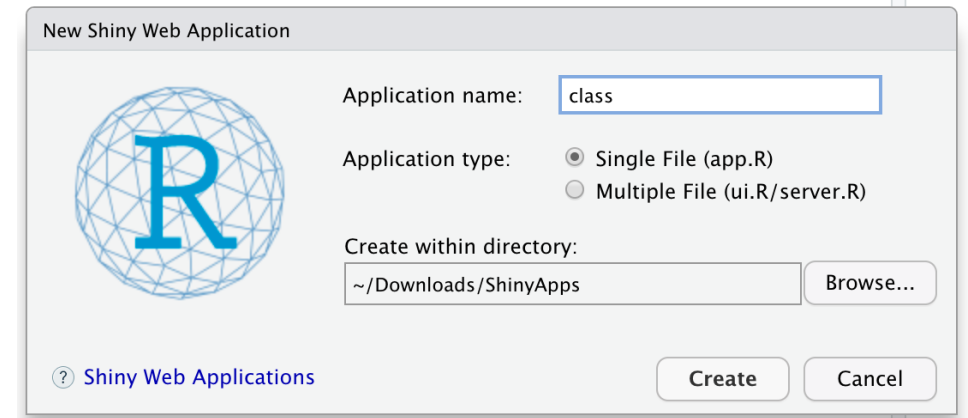 New Shiny Web Application
R
Application name: class
Application type: Single File (app.R)
Multiple File (ui.R/server.R)
Create within directory:
~/Downloads/ShinyApps Browse...
? Shiny Web Applications Create Cancel